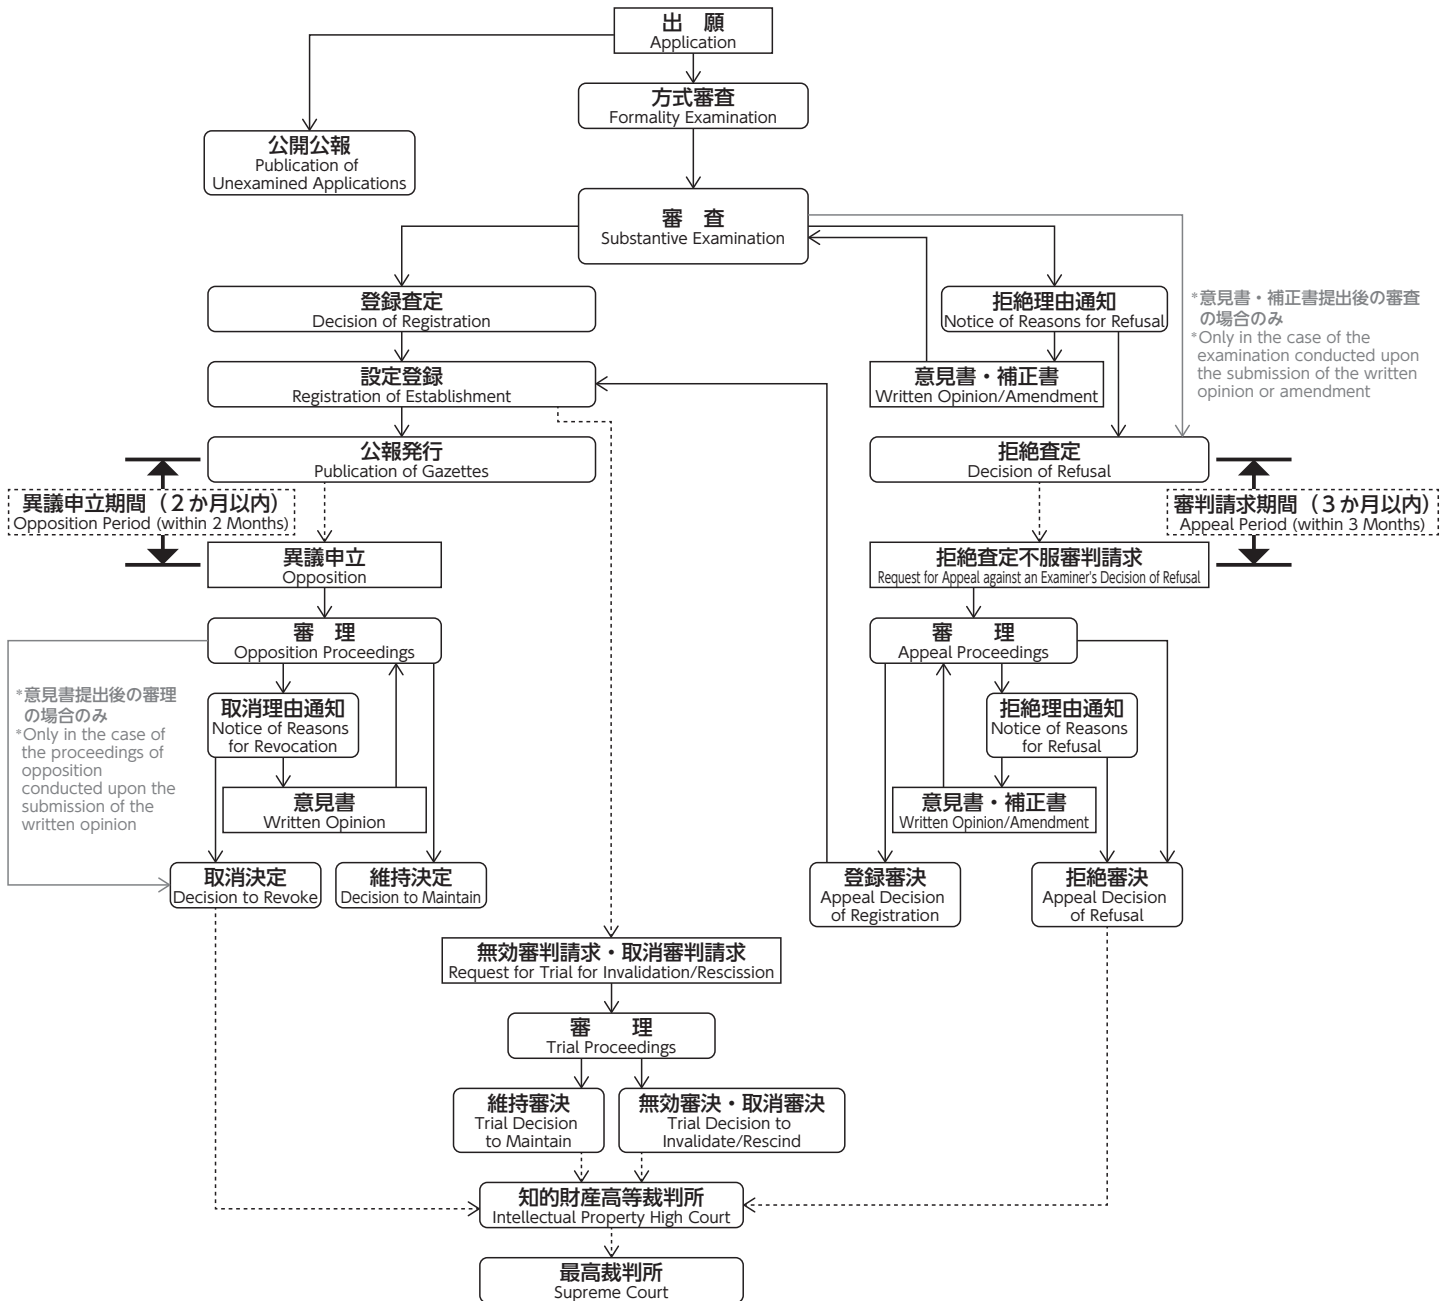 出　願
Application
方式審査
Formality Examination
公開公報
Publication of
Unexamined Applications
審　査
Substantive Examination
登録査定
Decision of Registration
拒絶理由通知
Notice of Reasons for Refusal
*意見書・補正書提出後の審査
の場合のみ
*Only in the case of the
examination conducted upon
the submission of the written
opinion or amendment
設定登録
Registration of Establishment
意見書・補正書
Written Opinion/Amendment
公報発行
Publication of Gazettes
拒絶査定
Decision of Refusal
異議申立期間（２か月以内）
Opposition Period (within 2 Months)
審判請求期間（３か月以内）
Appeal Period (within 3 Months)
異議申立
Opposition
拒絶査定不服審判請求
Request for Appeal against an Examiner's Decision of Refusal
審　理
Opposition Proceedings
審　理
Appeal Proceedings
*意見書提出後の審理
の場合のみ
*Only in the case of
the proceedings of
opposition
conducted upon the
submission of the
written opinion
取消理由通知
Notice of Reasons
for Revocation
拒絶理由通知
Notice of Reasons
for Refusal
意見書
Written Opinion
意見書・補正書
Written Opinion/Amendment
取消決定
Decision to Revoke
維持決定
Decision to Maintain
登録審決
Appeal Decision
of Registration
拒絶審決
Appeal Decision
of Refusal
無効審判請求・取消審判請求
Request for Trial for Invalidation/Rescission
審　理
Trial Proceedings
維持審決
Trial Decision
to Maintain
無効審決・取消審決
Trial Decision to
Invalidate/Rescind
知的財産高等裁判所
Intellectual Property High Court
最高裁判所
Supreme Court